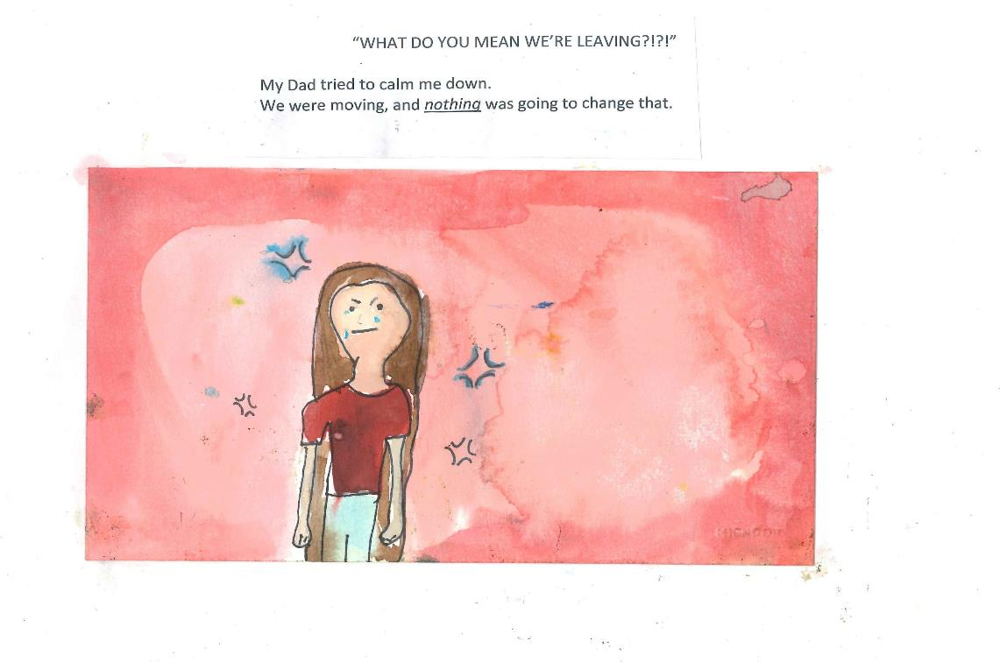 “WHAT DO YOU MEAN WE’RE LEAVING?!?!”
My Dad tried to calm me down.
We were moving, and nothing was going to change that.